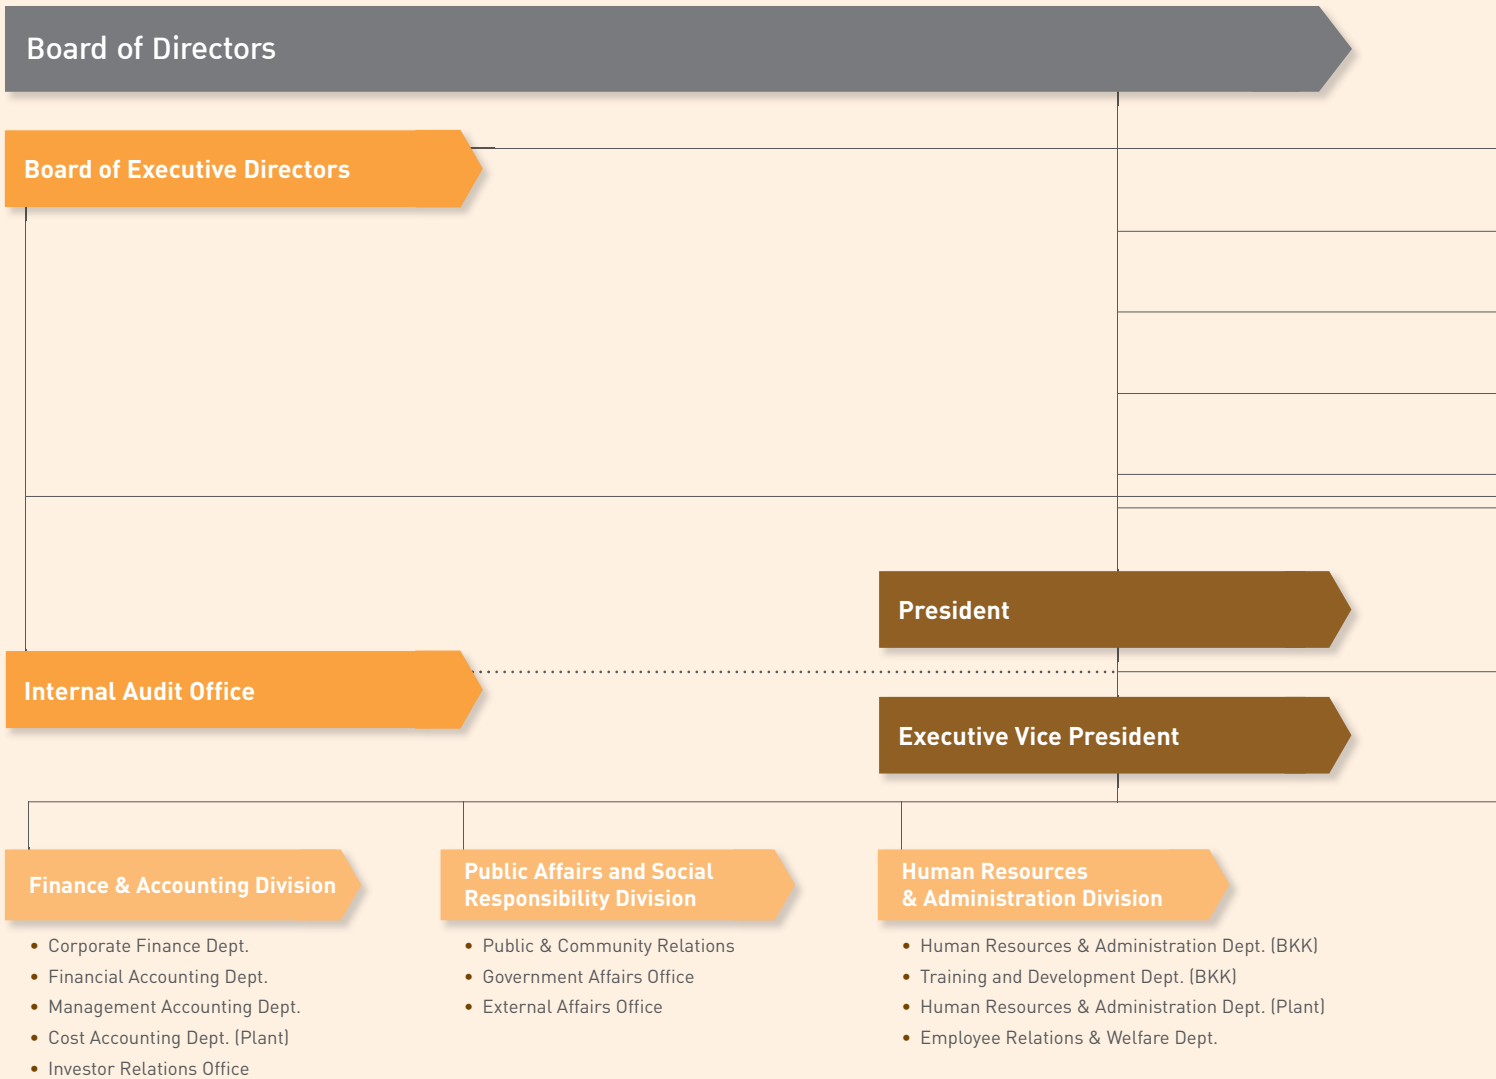 Board of Directors
Board of Executive Directors
President
Internal Audit Office
Executive Vice President
Finance & Accounting Division
• Corporate Finance Dept.
• Financial Accounting Dept.
• Management Accounting Dept.
• Cost Accounting Dept. (Plant)
• Investor Relations Office
Public Affairs and Social
Responsibility Division
• Public & Community Relations
• Government Affairs Office
• External Affairs Office
Human Resources
& Administration Division
• Human Resources & Administration Dept. (BKK)
• Training and Development Dept. (BKK)
• Human Resources & Administration Dept. (Plant)
• Employee Relations & Welfare Dept.